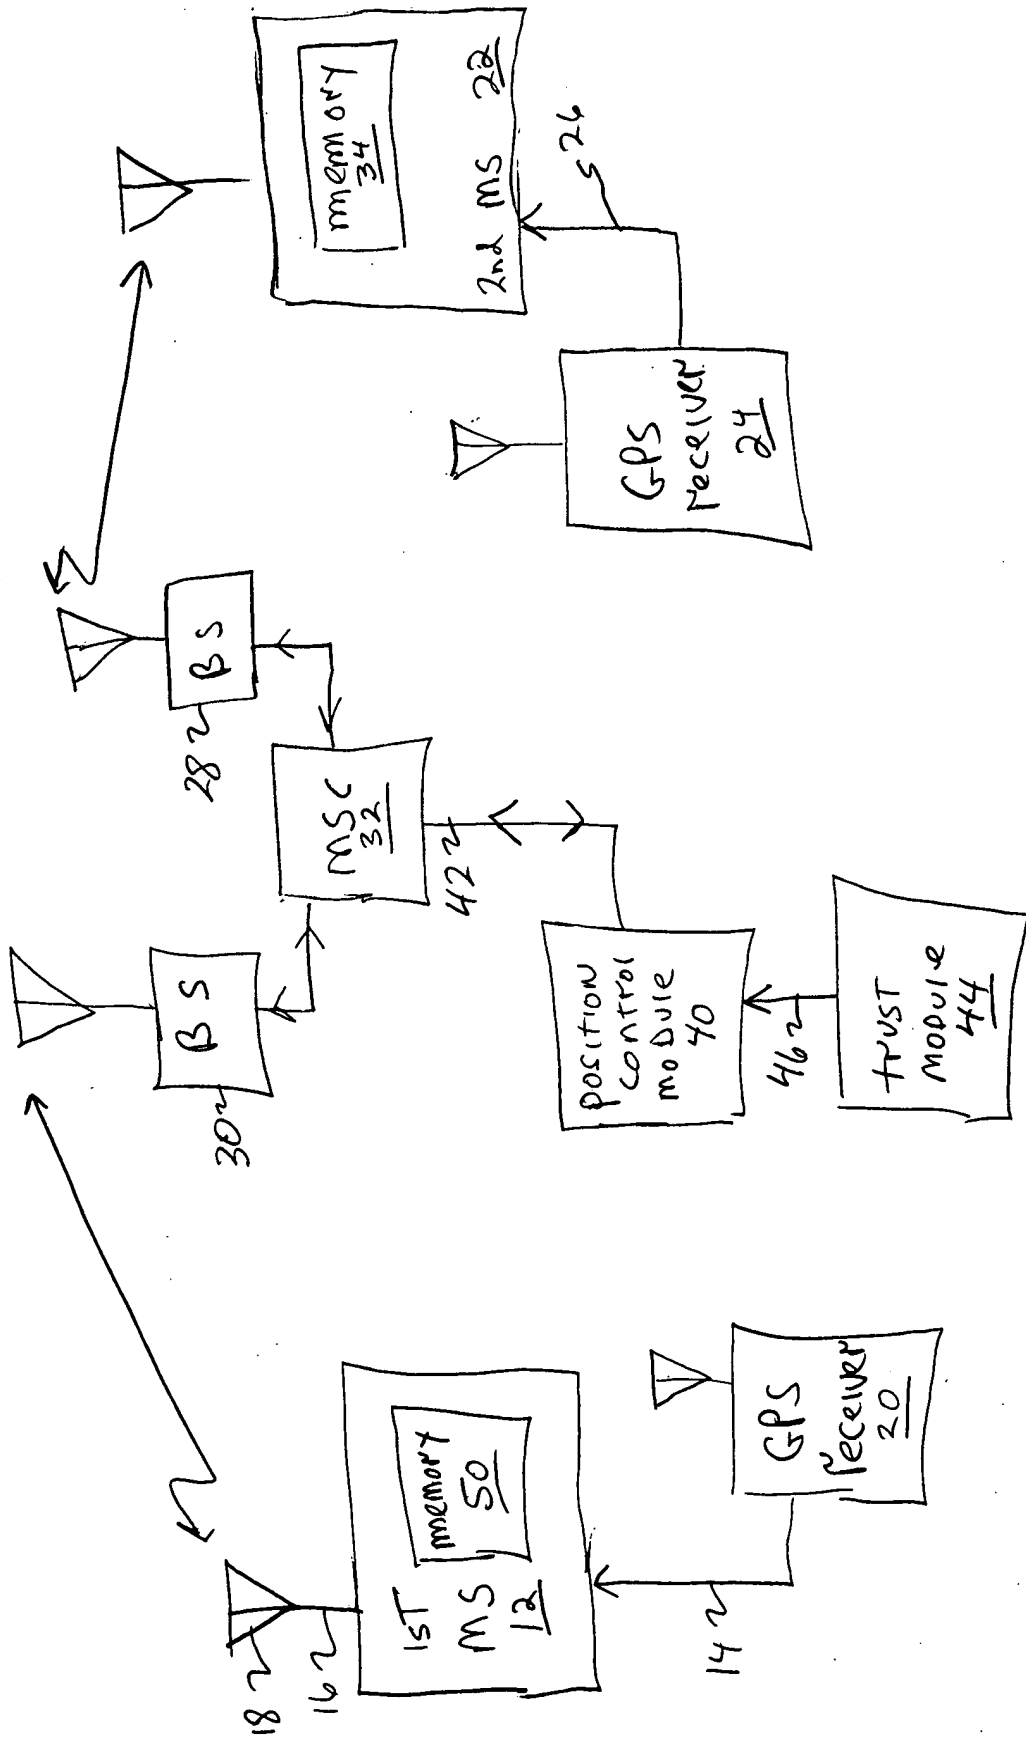 18
16
1ST
MS
12
memory
50
14
GPS
receiver
20
30
BS
28
BS
MSC
32
42
POSITION
CONTROL
MODULE
40
46
TRUST
MODULE
44
memory
34
2nd MS 22
26
GPS
receiver
24